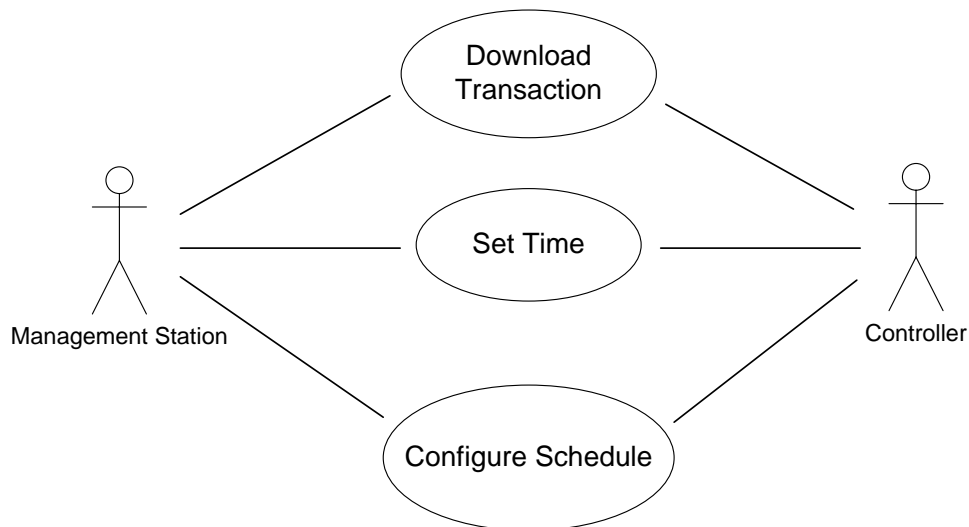 Download
Transaction
Set Time
Management Station
Controller
Configure Schedule